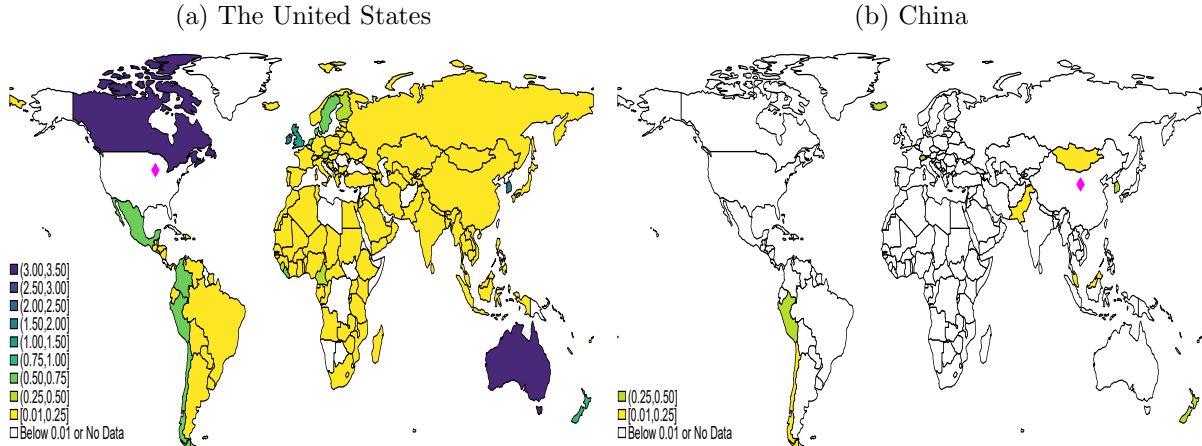 (a) The United States
(3.00,3.50]
(2.50,3.00]
(2.00,2.50]
(1.50,2.00]
(1.00,1.50]
(0.75,1.00]
(0.50,0.75]
(0.25,0.50]
[0.01,0.25]
Below 0.01 or No Data
(b) China
(0.25,0.50]
[0.01,0.25]
Below 0.01 or No Data